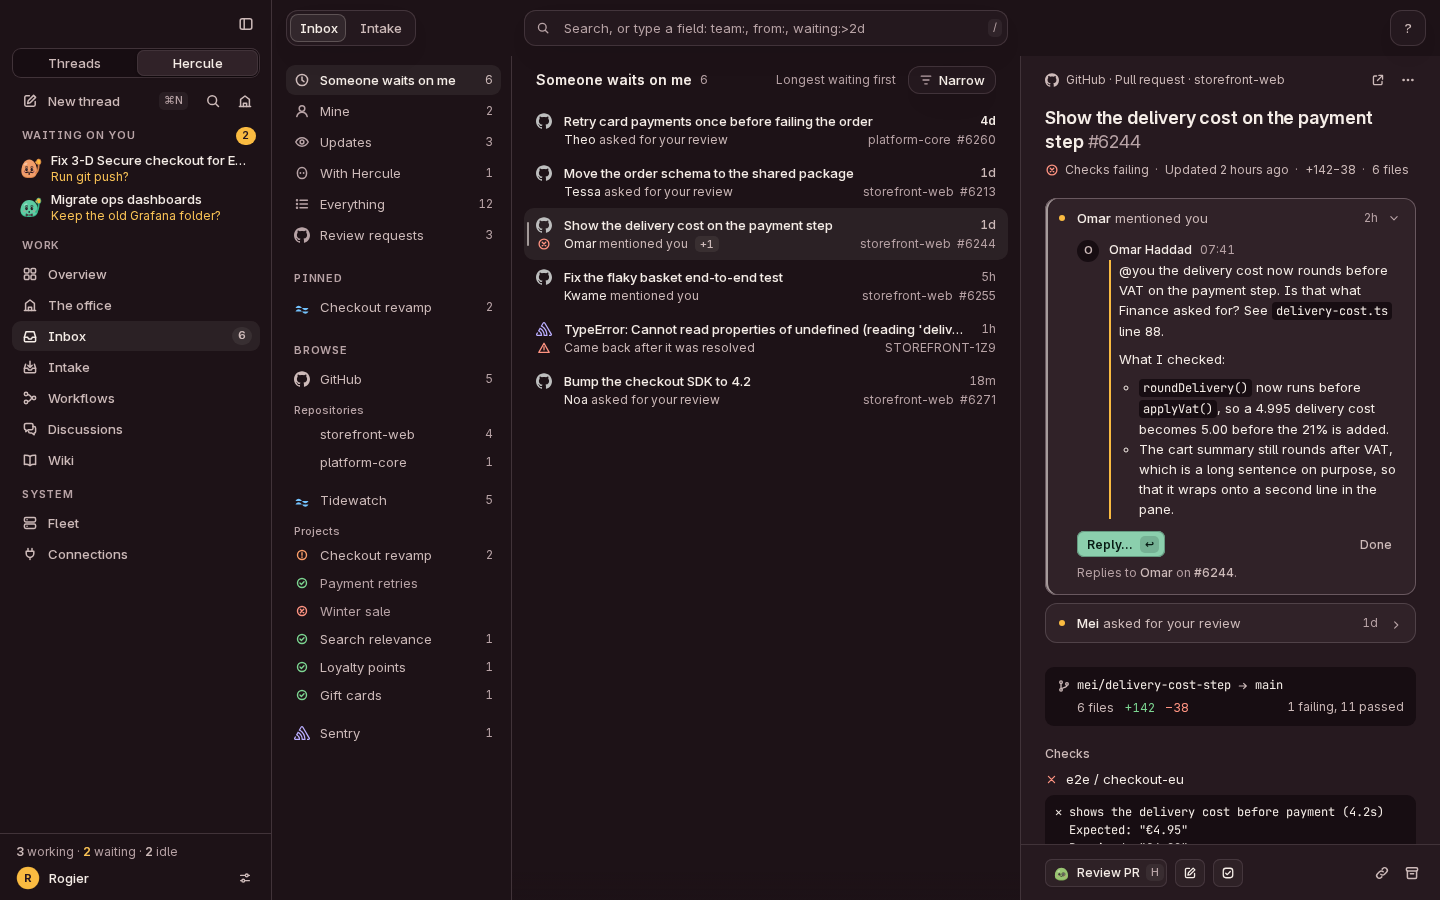 Threads
Hercule
New thread
⌘N
WAITING ON YOU
2
Fix 3-D Secure checkout for E…
Run git push?
Migrate ops dashboards
Keep the old Grafana folder?
WORK
Overview
The office
Inbox
6
Intake
Workflows
Discussions
Wiki
SYSTEM
Fleet
Connections
3 working · 2 waiting · 2 idle
R
Rogier
Inbox
Intake
Someone waits on me 6
Mine 2
Updates 3
With Hercule 1
Everything 12
Review requests 3
PINNED
Checkout revamp 2
BROWSE
GitHub 5
Repositories
storefront-web 4
platform-core 1
Tidewatch 5
Projects
Checkout revamp 2
Payment retries
Winter sale
Search relevance 1
Loyalty points 1
Gift cards 1
Sentry 1
Search, or type a field: team:, from:, waiting:>2d
/
?
Someone waits on me 6
Longest waiting first
Narrow
Retry card payments once before failing the order 4d
Theo asked for your review platform-core #6260
Move the order schema to the shared package 1d
Tessa asked for your review storefront-web #6213
Show the delivery cost on the payment step 1d
Omar mentioned you +1 storefront-web #6244
Fix the flaky basket end-to-end test 5h
Kwame mentioned you storefront-web #6255
TypeError: Cannot read properties of undefined (reading 'deliv… 1h
Came back after it was resolved STOREFRONT-1Z9
Bump the checkout SDK to 4.2 18m
Noa asked for your review storefront-web #6271
GitHub · Pull request · storefront-web
Show the delivery cost on the payment
step #6244
Checks failing · Updated 2 hours ago · +142−38 · 6 files
Omar mentioned you 2h
O
Omar Haddad 07:41
@you the delivery cost now rounds before
VAT on the payment step. Is that what
Finance asked for? See delivery-cost.ts
line 88.
What I checked:
roundDelivery() now runs before
applyVat(), so a 4.995 delivery cost
becomes 5.00 before the 21% is added.
The cart summary still rounds after VAT,
which is a long sentence on purpose, so
that it wraps onto a second line in the
pane.
Reply… ↩
Done
Replies to Omar on #6244.
Mei asked for your review 1d
mei/delivery-cost-step → main
6 files +142 −38 1 failing, 11 passed
Checks
e2e / checkout-eu
× shows the delivery cost before payment (4.2s)
Expected: "€4.95"
Review PR H